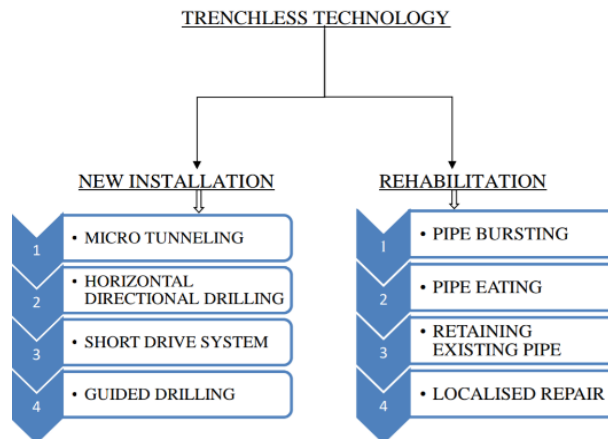 TRENCHLESS TECHNOLOGY
NEW INSTALLATION
1
• MICRO TUNNELING
2
• HORIZONTAL
DIRECTIONAL DRILLING
3
• SHORT DRIVE SYSTEM
4
• GUIDED DRILLING
REHABILITATION
1
• PIPE BURSTING
2
• PIPE EATING
3
• RETAINING
EXISTING PIPE
4
• LOCALISED REPAIR